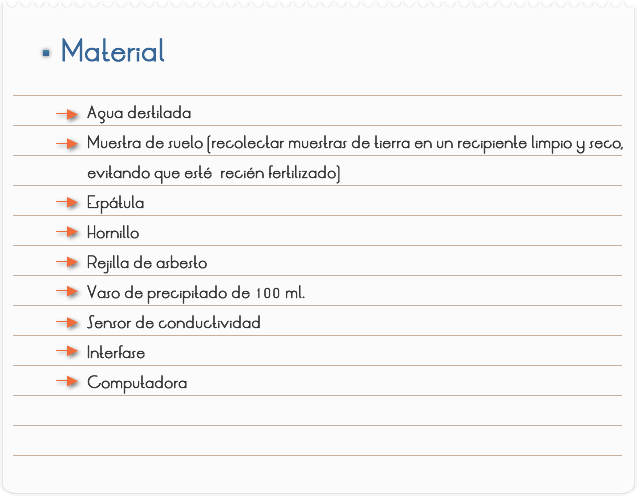 Material
Agua destilada
Muestra de suelo (recolectar muestras de tierra en un recipiente limpio y seco,
evitando que esté recién fertilizado)
Espátula
Hornillo
Rejilla de asbesto
Vaso de precipitado de 100 ml.
Sensor de conductividad
Interfase
Computadora